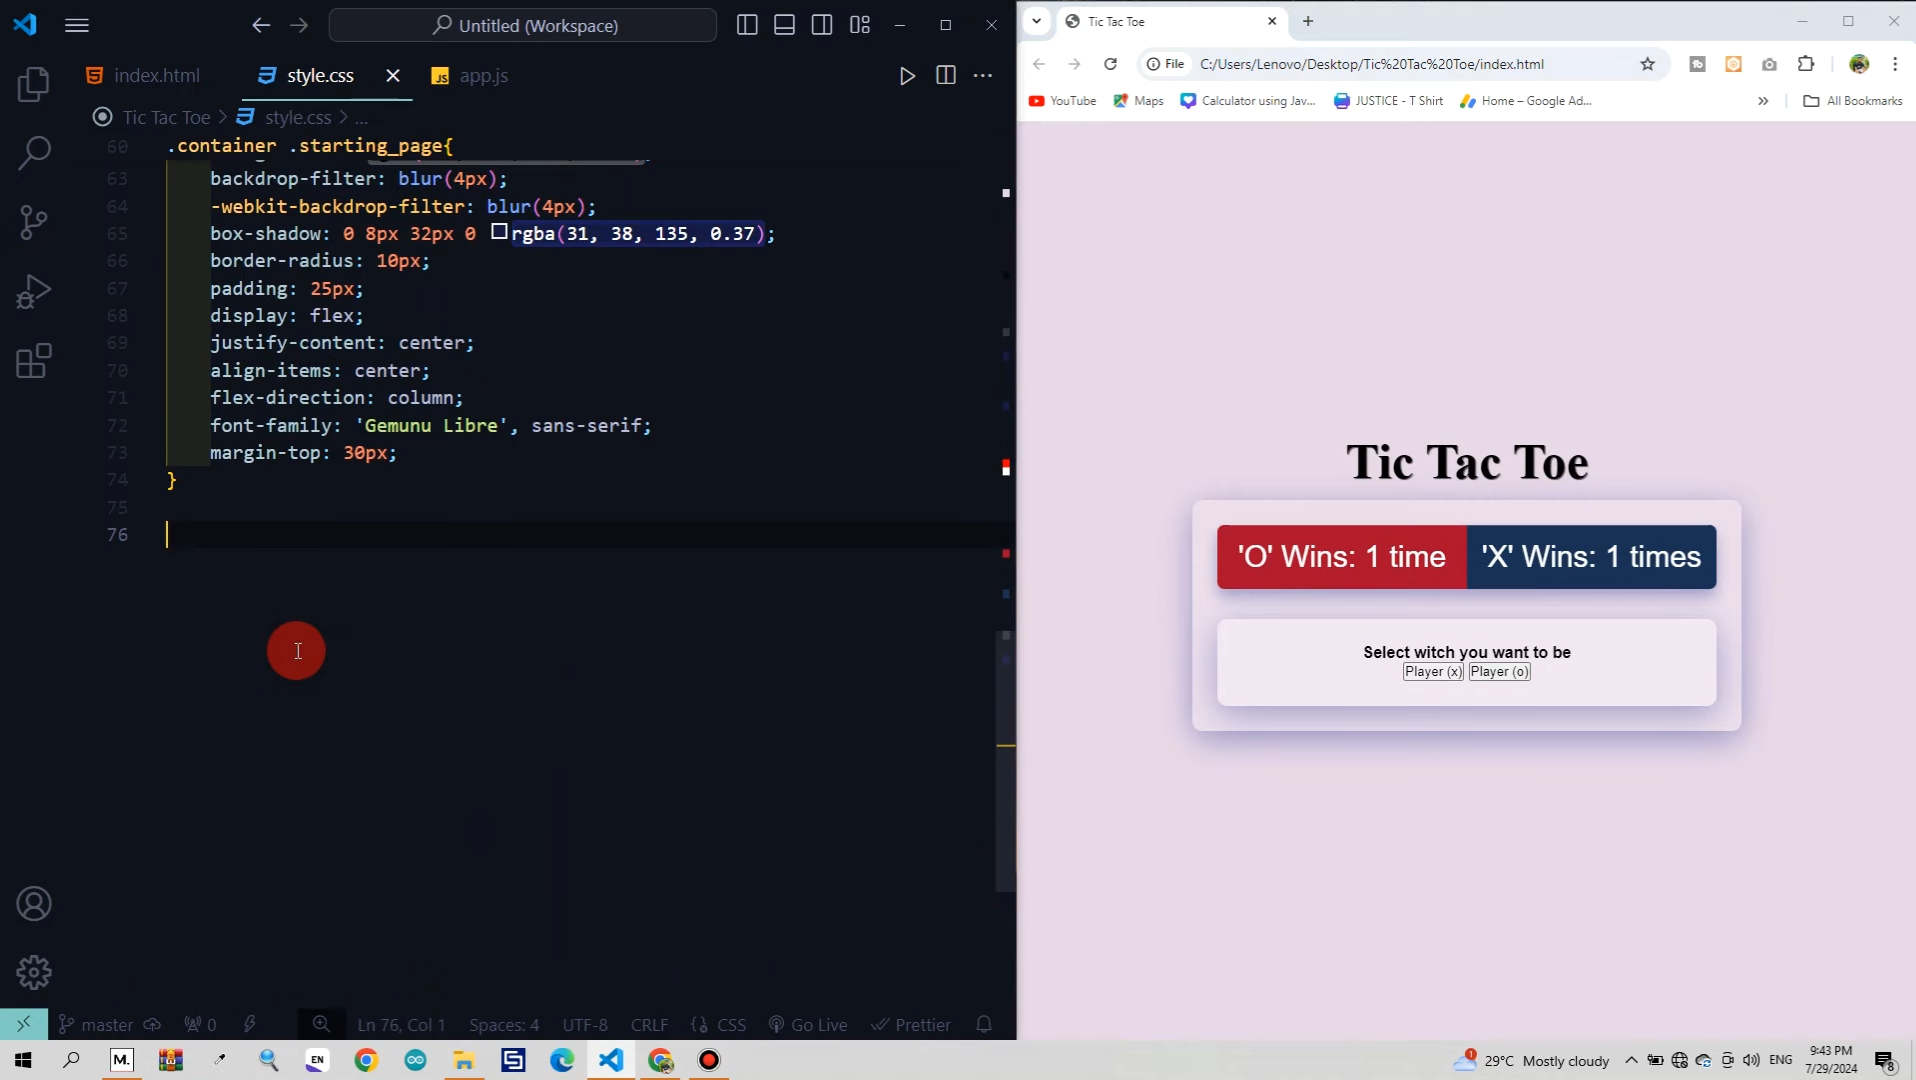 Untitled (Workspace)
index.html
style.css
JS app.js
Tic Tac Toe > style.css > ...
60 .container .starting_page{
63 backdrop-filter: blur(4px);
64 -webkit-backdrop-filter: blur(4px);
65 box-shadow: 0 8px 32px 0 rgba(31, 38, 135, 0.37);
66 border-radius: 10px;
67 padding: 25px;
68 display: flex;
69 justify-content: center;
70 align-items: center;
71 flex-direction: column;
72 font-family: 'Gemunu Libre', sans-serif;
73 margin-top: 30px;
74 }
75
76
master
0
Ln 76, Col 1
Spaces: 4
UTF-8
CRLF
{} CSS
Go Live
Prettier
Tic Tac Toe
File
C:/Users/Lenovo/Desktop/Tic%20Tac%20Toe/index.html
YouTube
Maps
Calculator using Jav...
JUSTICE - T Shirt
Home – Google Ad...
»
All Bookmarks
Tic Tac Toe
'O' Wins: 1 time
'X' Wins: 1 times
Select witch you want to be
Player (x)
Player (o)
M.
EN
1
29°C Mostly cloudy
ENG
9:43 PM
7/29/2024
8